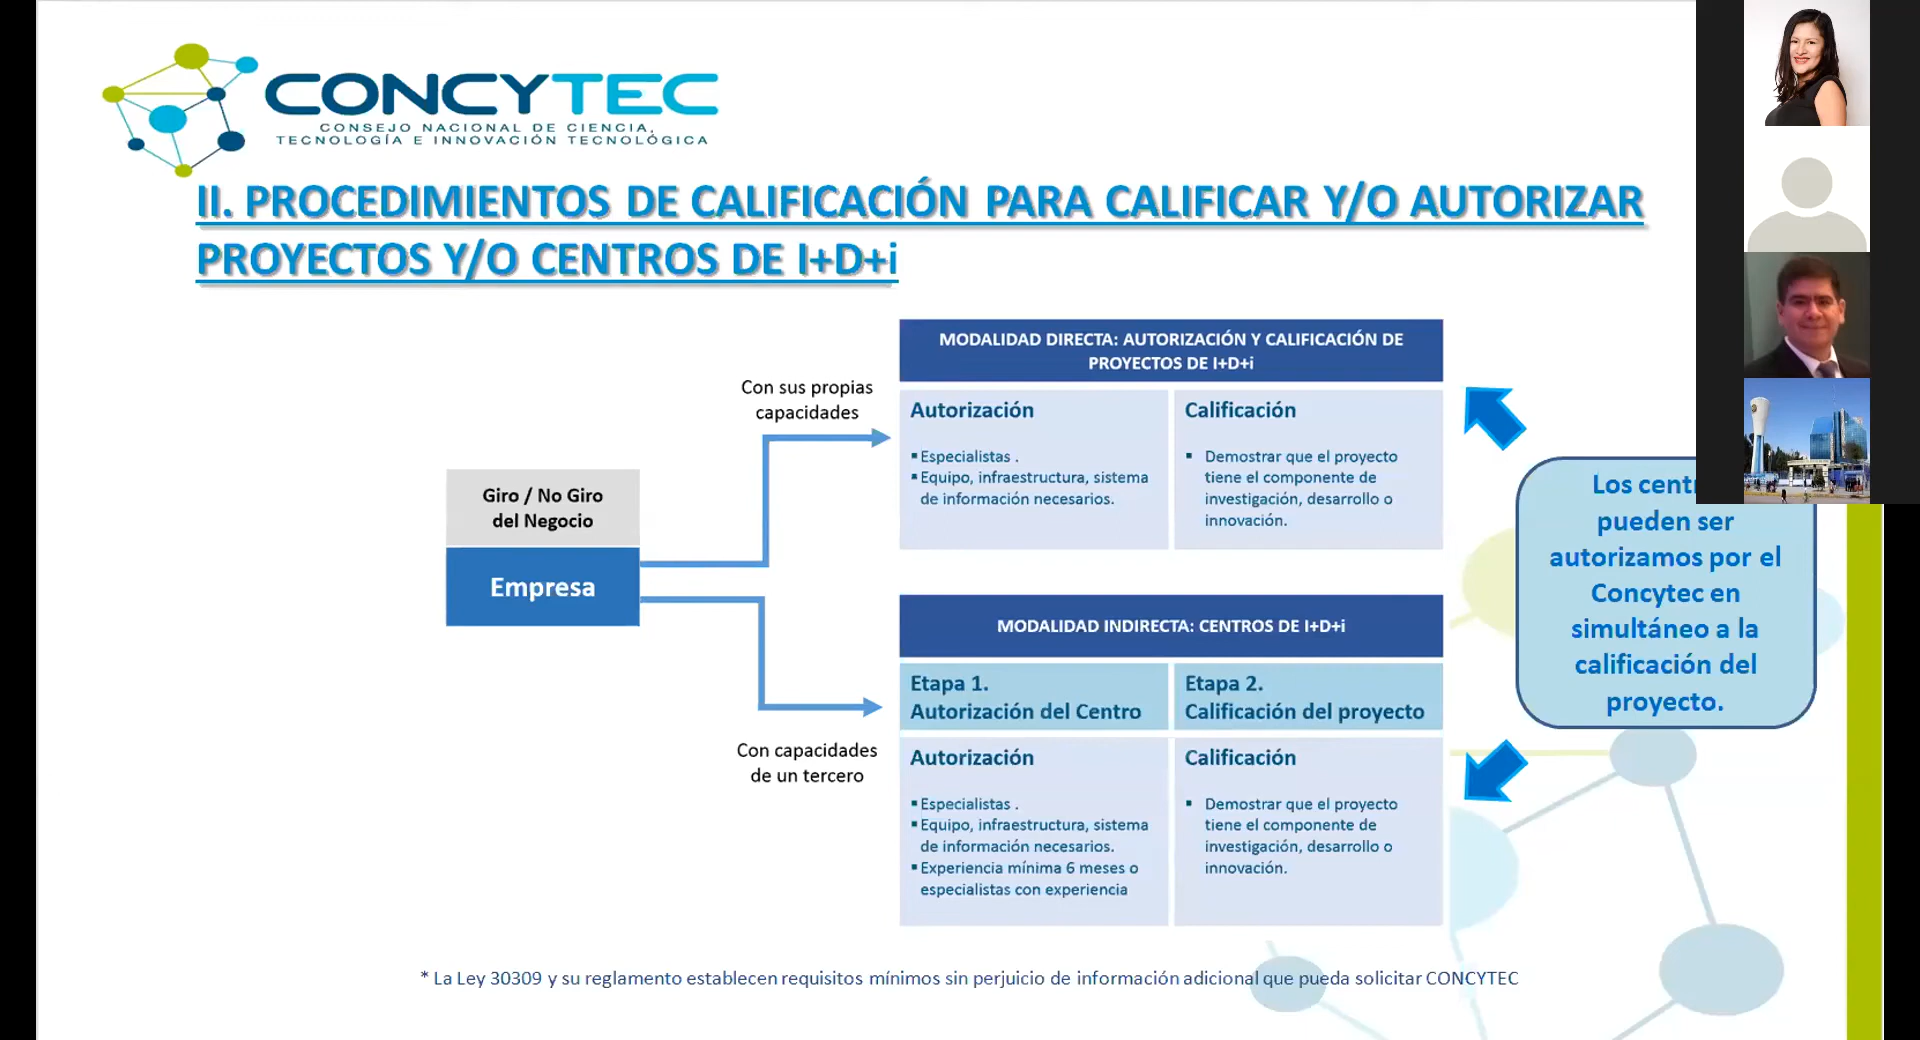 CONCYTEC
CONSEJO NACIONAL DE CIENCIA,
TECNOLOGÍA E INNOVACIÓN TECNOLÓGICA
II. PROCEDIMIENTOS DE CALIFICACIÓN PARA CALIFICAR Y/O AUTORIZAR
PROYECTOS Y/O CENTROS DE I+D+i
Giro / No Giro
del Negocio
Empresa
Con sus propias
capacidades
MODALIDAD DIRECTA: AUTORIZACIÓN Y CALIFICACIÓN DE
PROYECTOS DE I+D+i
Autorización
▪ Especialistas .
▪ Equipo, infraestructura, sistema
de información necesarios.
Calificación
▪ Demostrar que el proyecto
tiene el componente de
investigación, desarrollo o
innovación.
Con capacidades
de un tercero
MODALIDAD INDIRECTA: CENTROS DE I+D+i
Etapa 1.
Autorización del Centro
Etapa 2.
Calificación del proyecto
Autorización
▪ Especialistas .
▪ Equipo, infraestructura, sistema
de información necesarios.
▪ Experiencia mínima 6 meses o
especialistas con experiencia
Calificación
▪ Demostrar que el proyecto
tiene el componente de
investigación, desarrollo o
innovación.
Los
pueden ser
autorizamos por el
Concytec en
simultáneo a la
calificación del
proyecto.
* La Ley 30309 y su reglamento establecen requisitos mínimos sin perjuicio de información adicional que pueda solicitar CONCYTEC